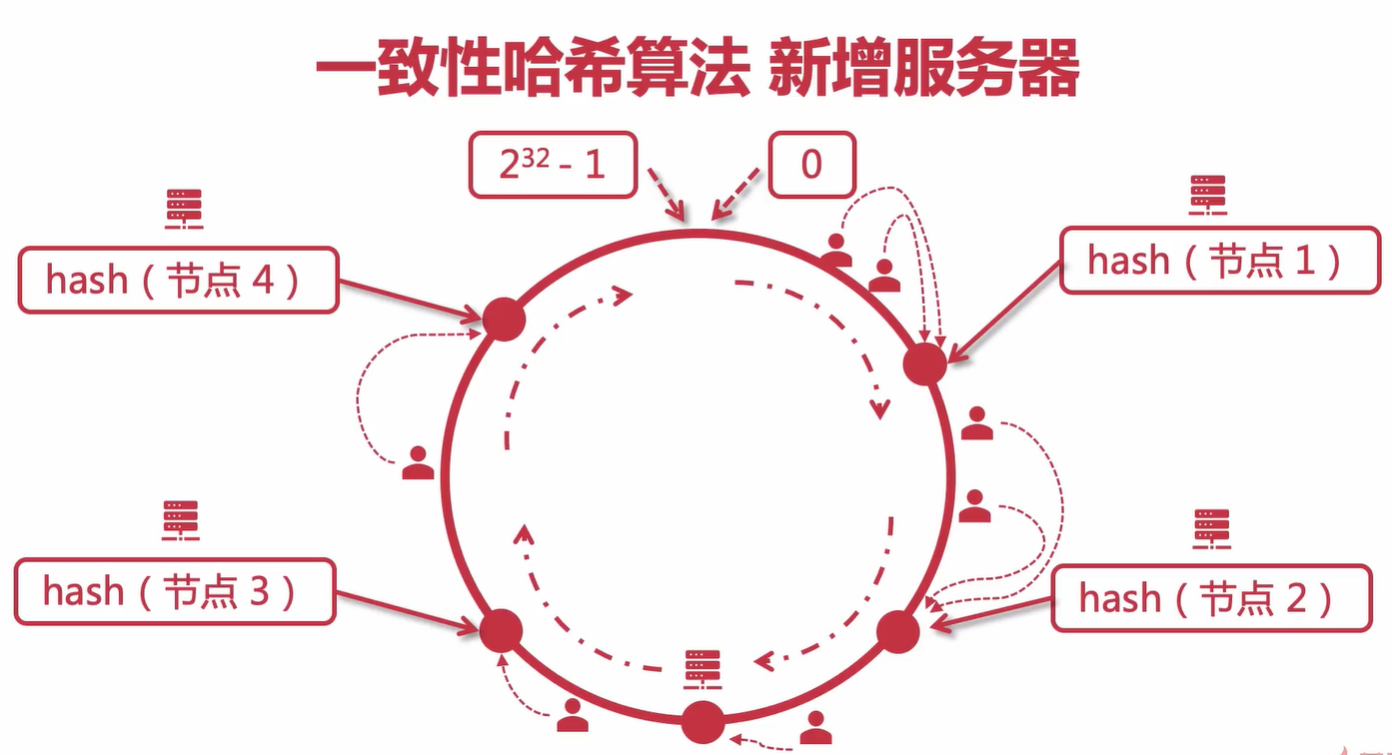 一致性哈希算法 新增服务器
2³² - 1
0
hash（节点 4）
hash（节点 1）
hash（节点 3）
hash（节点 2）